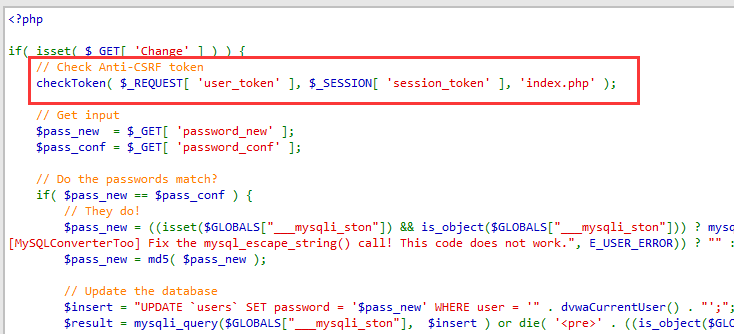 <?php
if( isset( $_GET[ 'Change' ] ) ) {
// Check Anti-CSRF token
checkToken( $_REQUEST[ 'user_token' ], $_SESSION[ 'session_token' ], 'index.php' );
// Get input
$pass_new = $_GET[ 'password_new' ];
$pass_conf = $_GET[ 'password_conf' ];
// Do the passwords match?
if( $pass_new == $pass_conf ) {
// They do!
$pass_new = ((isset($GLOBALS["___mysqli_ston"]) && is_object($GLOBALS["___mysqli_ston"])) ? mysq
[MySQLConverterToo] Fix the mysql_escape_string() call! This code does not work.", E_USER_ERROR)) ? "" :
$pass_new = md5( $pass_new );
// Update the database
$insert = "UPDATE `users` SET password = '$pass_new' WHERE user = '" . dvwaCurrentUser() . "';";
$result = mysqli_query($GLOBALS["___mysqli_ston"], $insert ) or die( '<pre>' . ((is_object($GLO